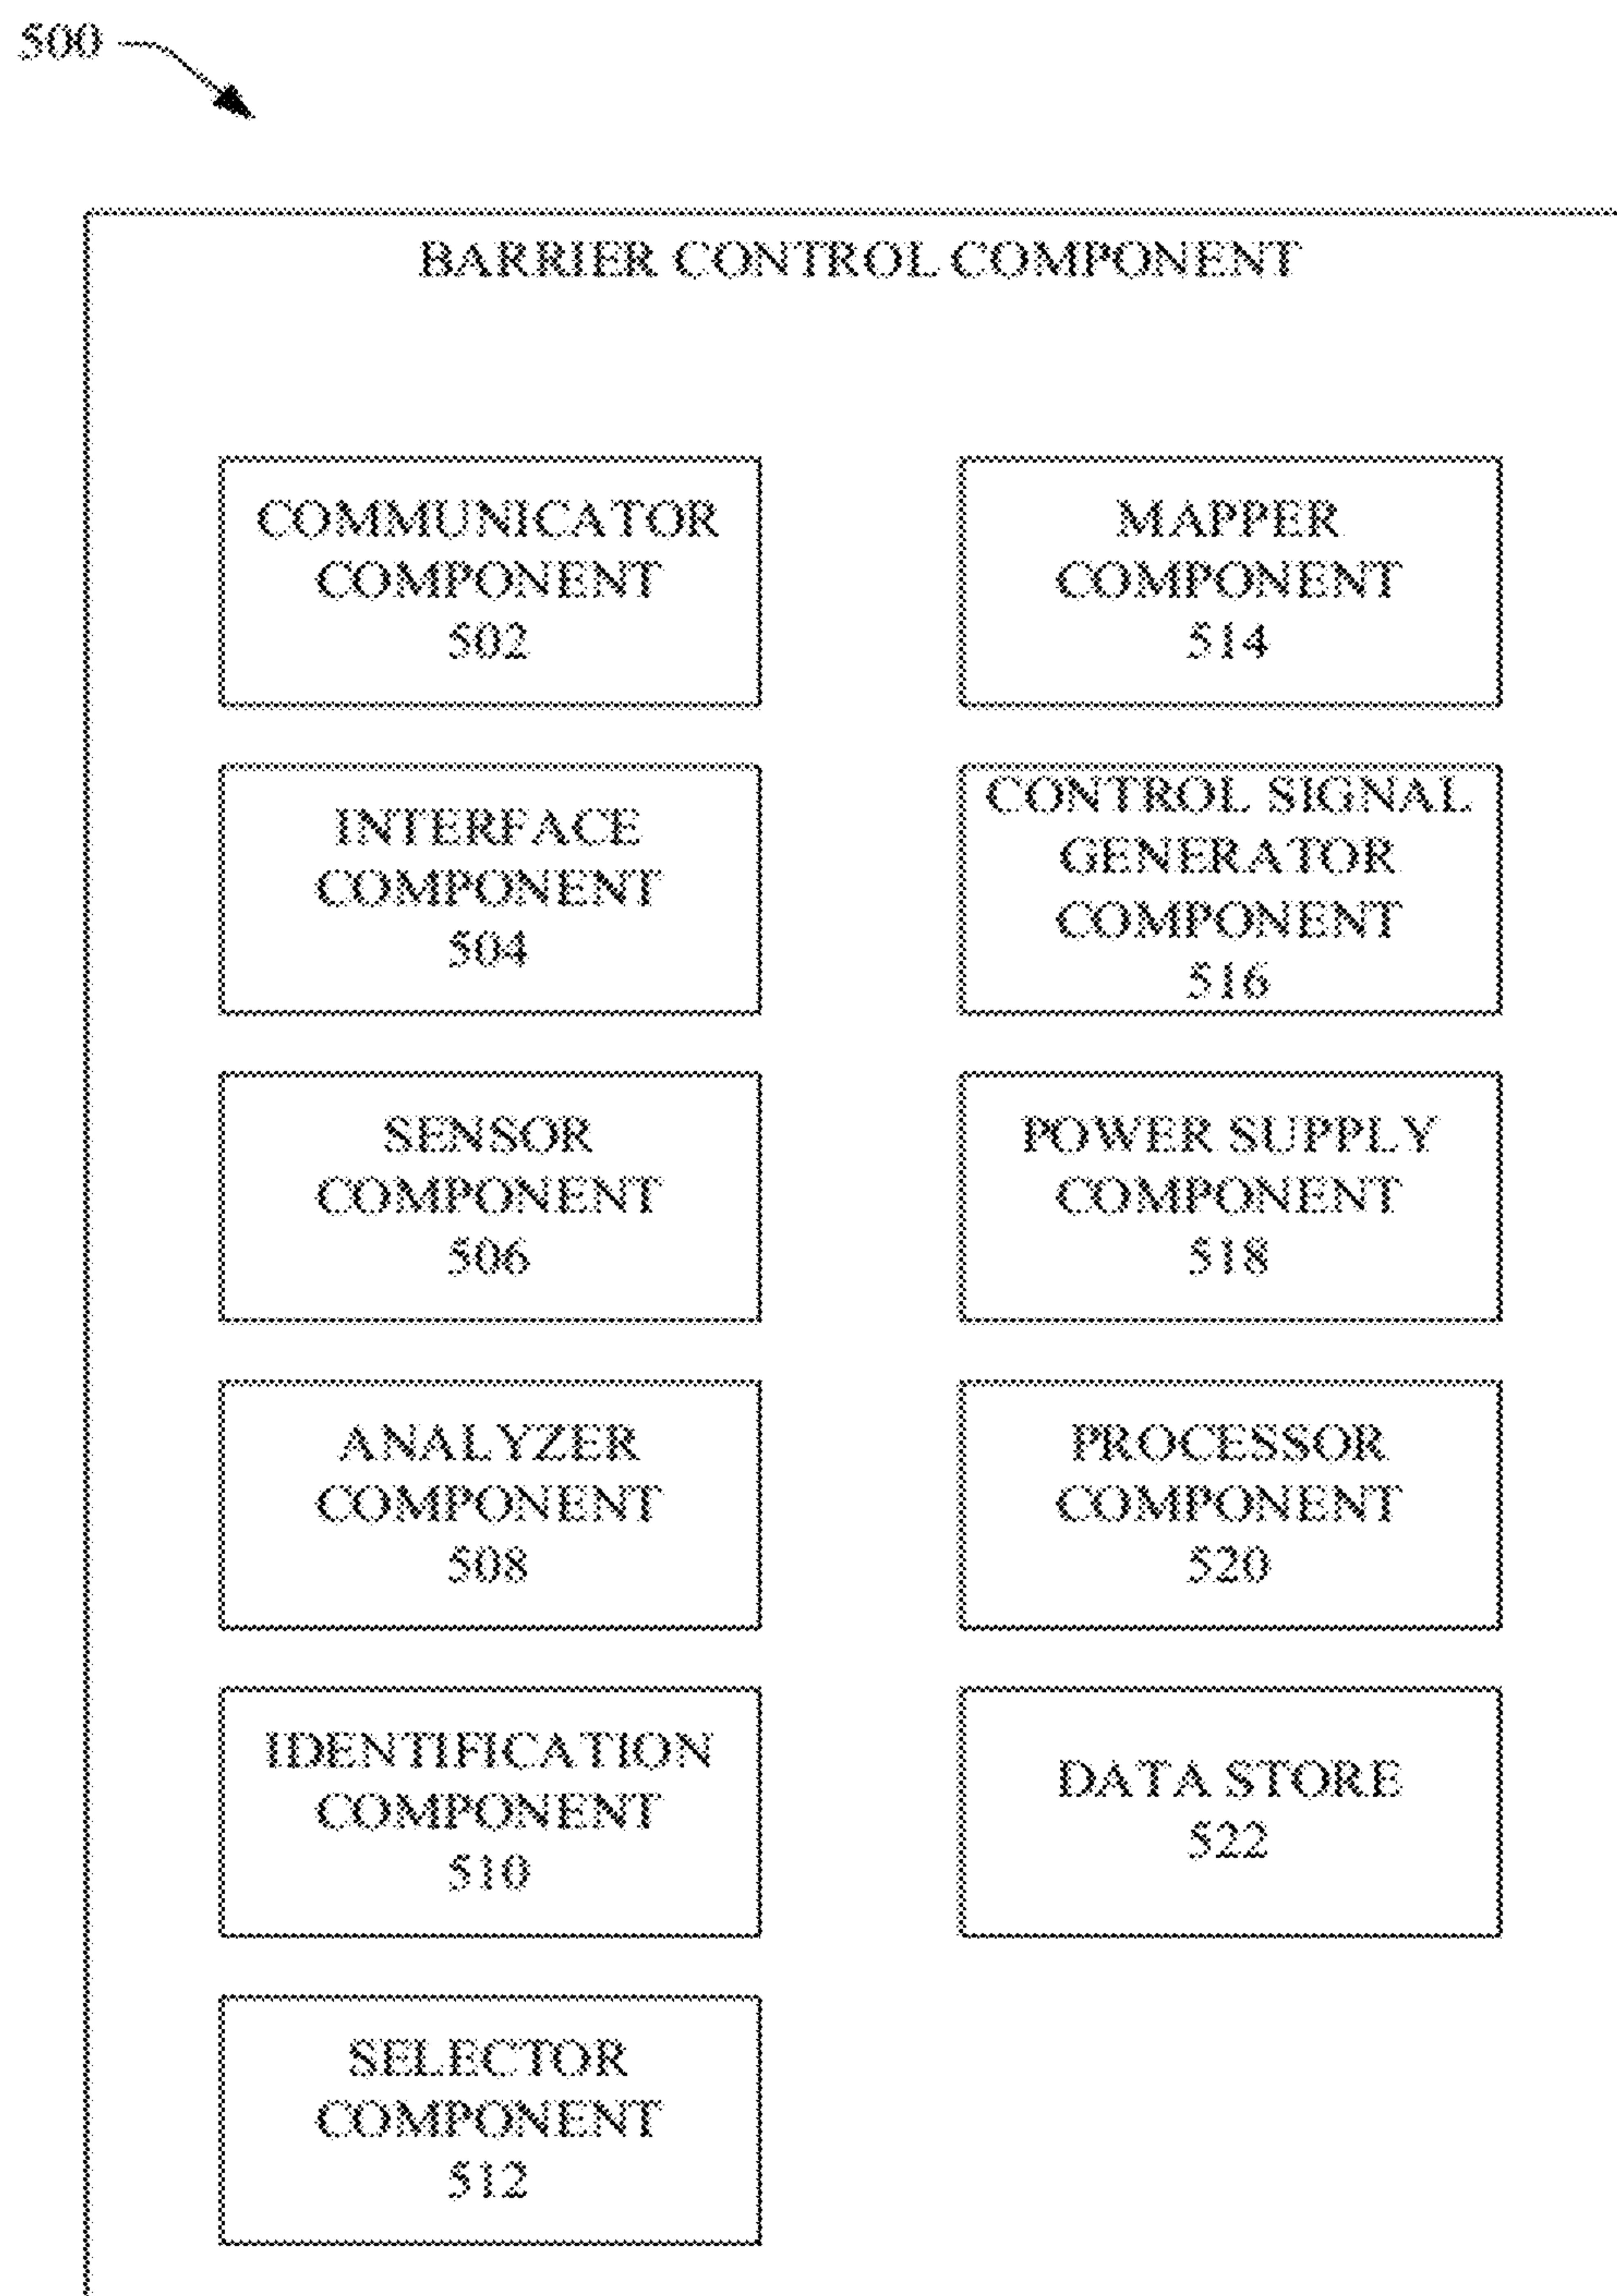 500
BARRIER CONTROL COMPONENT
COMMUNICATOR
COMPONENT
502
INTERFACE
COMPONENT
504
SENSOR
COMPONENT
506
ANALYZER
COMPONENT
508
IDENTIFICATION
COMPONENT
510
SELECTOR
COMPONENT
512
MAPPER
COMPONENT
514
CONTROL SIGNAL
GENERATOR
COMPONENT
516
POWER SUPPLY
COMPONENT
518
PROCESSOR
COMPONENT
520
DATA STORE
522